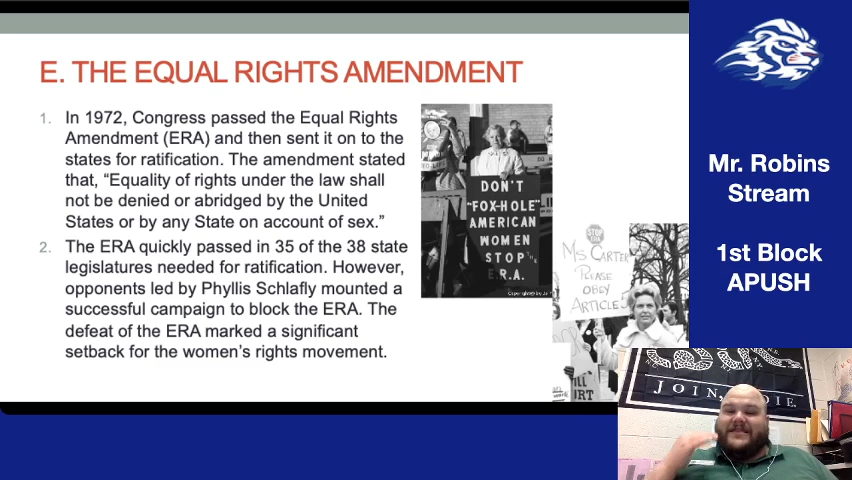 E. THE EQUAL RIGHTS AMENDMENT
1. In 1972, Congress passed the Equal Rights
Amendment (ERA) and then sent it on to the
states for ratification. The amendment stated
that, “Equality of rights under the law shall
not be denied or abridged by the United
States or by any State on account of sex.”
2. The ERA quickly passed in 35 of the 38 state
legislatures needed for ratification. However,
opponents led by Phyllis Schlafly mounted a
successful campaign to block the ERA. The
defeat of the ERA marked a significant
setback for the women’s rights movement.
DON'T
"FOX-HOLE"
AMERICAN
WOMEN
STOP THE
E.R.A.
STOP
MS CARTER
PLEASE
OBEY
ARTICLE
Mr. Robins
Stream
1st Block
APUSH
JOIN, DIE.